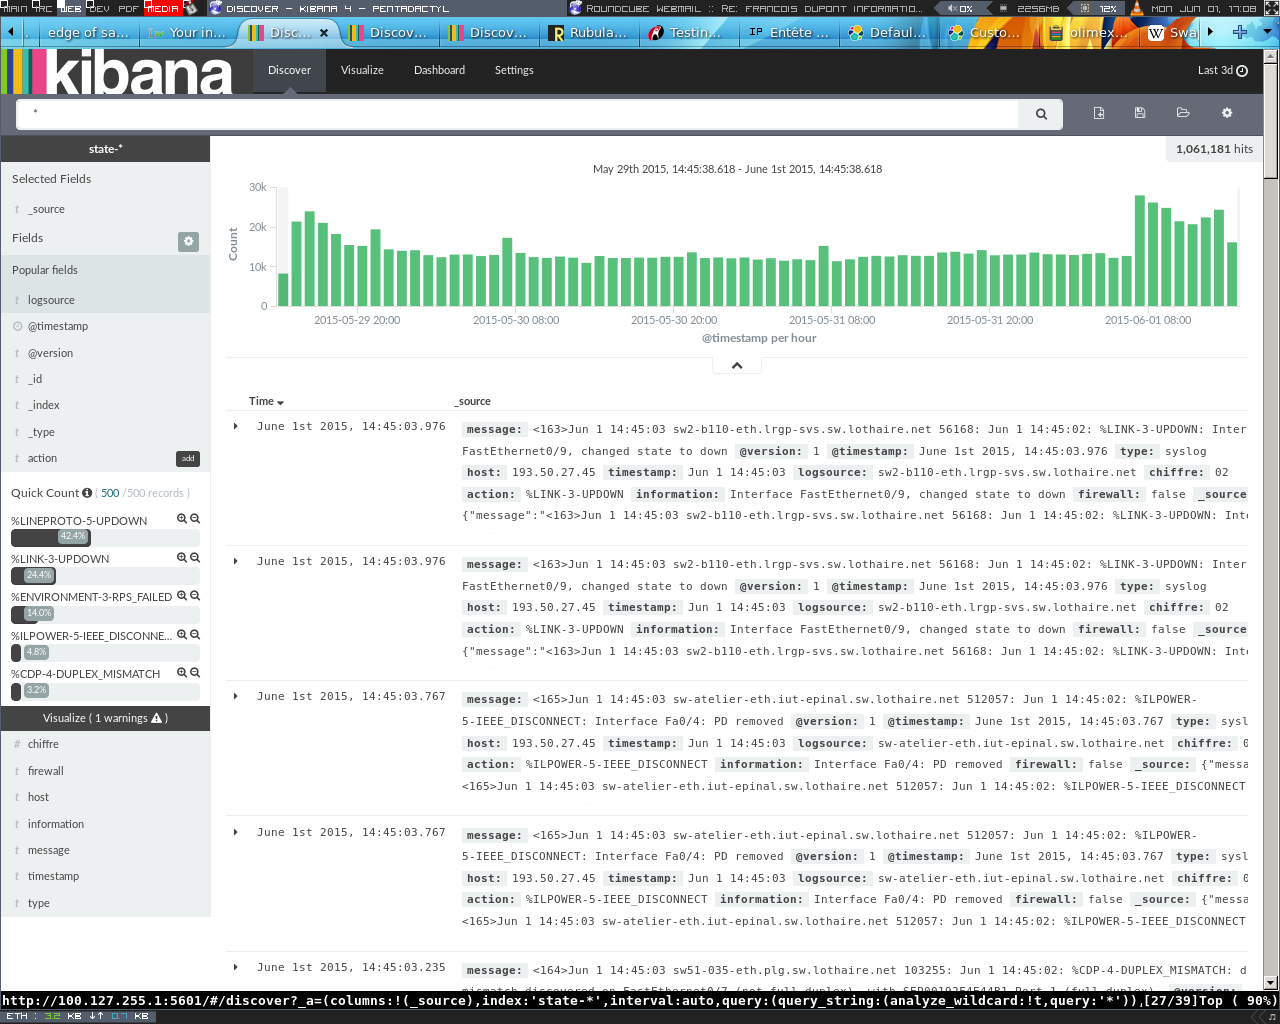 MAIN IRC WEB DEV PDF MEDIA DISCOVER – KIBANA 4 – PENTADACTYL ROUNDCUBE WEBMAIL :: RE: FRANCOIS DUPONT INFORMATIO... 0% 2256MB 12% MON JUN 01, 17:08
edge of sa... Your in... Disc... Discov... Discov... Rubula... Testin... IP Entête ... Defaul... Custo... olimex... W Swap
kibana Discover Visualize Dashboard Settings Last 3d
*
state-*
1,061,181 hits
Selected Fields
t _source
Fields
Popular fields
t logsource
@timestamp
t @version
t _id
t _index
t _type
t action add
Quick Count ( 500 /500 records )
%LINEPROTO-5-UPDOWN
42.4%
%LINK-3-UPDOWN
24.4%
%ENVIRONMENT-3-RPS_FAILED
14.0%
%ILPOWER-5-IEEE_DISCONNE...
4.8%
%CDP-4-DUPLEX_MISMATCH
3.2%
Visualize ( 1 warnings )
# chiffre
t firewall
t host
t information
t message
t timestamp
t type
May 29th 2015, 14:45:38.618 - June 1st 2015, 14:45:38.618
Count
30k
20k
10k
0
2015-05-29 20:00 2015-05-30 08:00 2015-05-30 20:00 2015-05-31 08:00 2015-05-31 20:00 2015-06-01 08:00
@timestamp per hour
Time _source
June 1st 2015, 14:45:03.976 message: <163>Jun 1 14:45:03 sw2-b110-eth.lrgp-svs.sw.lothaire.net 56168: Jun 1 14:45:02: %LINK-3-UPDOWN: Inter
FastEthernet0/9, changed state to down @version: 1 @timestamp: June 1st 2015, 14:45:03.976 type: syslog
host: 193.50.27.45 timestamp: Jun 1 14:45:03 logsource: sw2-b110-eth.lrgp-svs.sw.lothaire.net chiffre: 02
action: %LINK-3-UPDOWN information: Interface FastEthernet0/9, changed state to down firewall: false _source
{"message":"<163>Jun 1 14:45:03 sw2-b110-eth.lrgp-svs.sw.lothaire.net 56168: Jun 1 14:45:02: %LINK-3-UPDOWN: Inte
June 1st 2015, 14:45:03.976 message: <163>Jun 1 14:45:03 sw2-b110-eth.lrgp-svs.sw.lothaire.net 56168: Jun 1 14:45:02: %LINK-3-UPDOWN: Inter
FastEthernet0/9, changed state to down @version: 1 @timestamp: June 1st 2015, 14:45:03.976 type: syslog
host: 193.50.27.45 timestamp: Jun 1 14:45:03 logsource: sw2-b110-eth.lrgp-svs.sw.lothaire.net chiffre: 02
action: %LINK-3-UPDOWN information: Interface FastEthernet0/9, changed state to down firewall: false _source
{"message":"<163>Jun 1 14:45:03 sw2-b110-eth.lrgp-svs.sw.lothaire.net 56168: Jun 1 14:45:02: %LINK-3-UPDOWN: Inte
June 1st 2015, 14:45:03.767 message: <165>Jun 1 14:45:03 sw-atelier-eth.iut-epinal.sw.lothaire.net 512057: Jun 1 14:45:02: %ILPOWER-
5-IEEE_DISCONNECT: Interface Fa0/4: PD removed @version: 1 @timestamp: June 1st 2015, 14:45:03.767 type: sysl
host: 193.50.27.45 timestamp: Jun 1 14:45:03 logsource: sw-atelier-eth.iut-epinal.sw.lothaire.net chiffre: 0
action: %ILPOWER-5-IEEE_DISCONNECT information: Interface Fa0/4: PD removed firewall: false _source: {"messa
<165>Jun 1 14:45:03 sw-atelier-eth.iut-epinal.sw.lothaire.net 512057: Jun 1 14:45:02: %ILPOWER-5-IEEE_DISCONNECT
June 1st 2015, 14:45:03.767 message: <165>Jun 1 14:45:03 sw-atelier-eth.iut-epinal.sw.lothaire.net 512057: Jun 1 14:45:02: %ILPOWER-
5-IEEE_DISCONNECT: Interface Fa0/4: PD removed @version: 1 @timestamp: June 1st 2015, 14:45:03.767 type: sysl
host: 193.50.27.45 timestamp: Jun 1 14:45:03 logsource: sw-atelier-eth.iut-epinal.sw.lothaire.net chiffre: 0
action: %ILPOWER-5-IEEE_DISCONNECT information: Interface Fa0/4: PD removed firewall: false _source: {"messa
<165>Jun 1 14:45:03 sw-atelier-eth.iut-epinal.sw.lothaire.net 512057: Jun 1 14:45:02: %ILPOWER-5-IEEE_DISCONNECT
June 1st 2015, 14:45:03.235 message: <164>Jun 1 14:45:03 sw51-035-eth.plg.sw.lothaire.net 103255: Jun 1 14:45:02: %CDP-4-DUPLEX_MISMATCH: d
http://100.127.255.1:5601/#/discover?_a=(columns:!(_source),index:'state-*',interval:auto,query:(query_string:(analyze_wildcard:!t,query:'*')),[27/39]Top ( 90%)
ETH : 3.2 KB ↓↑ 0.7 KB